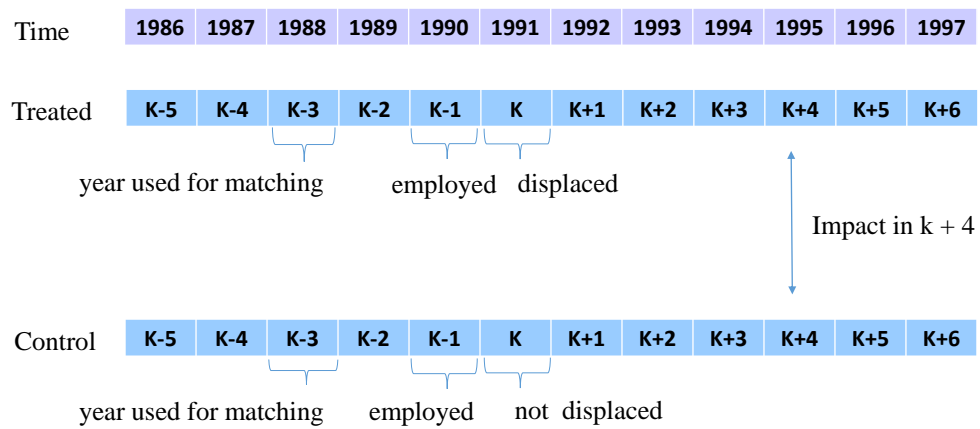 Time 1986 1987 1988 1989 1990 1991 1992 1993 1994 1995 1996 1997
Treated K-5 K-4 K-3 K-2 K-1 K K+1 K+2 K+3 K+4 K+5 K+6
year used for matching employed displaced
Impact in k + 4
Control K-5 K-4 K-3 K-2 K-1 K K+1 K+2 K+3 K+4 K+5 K+6
year used for matching employed not displaced